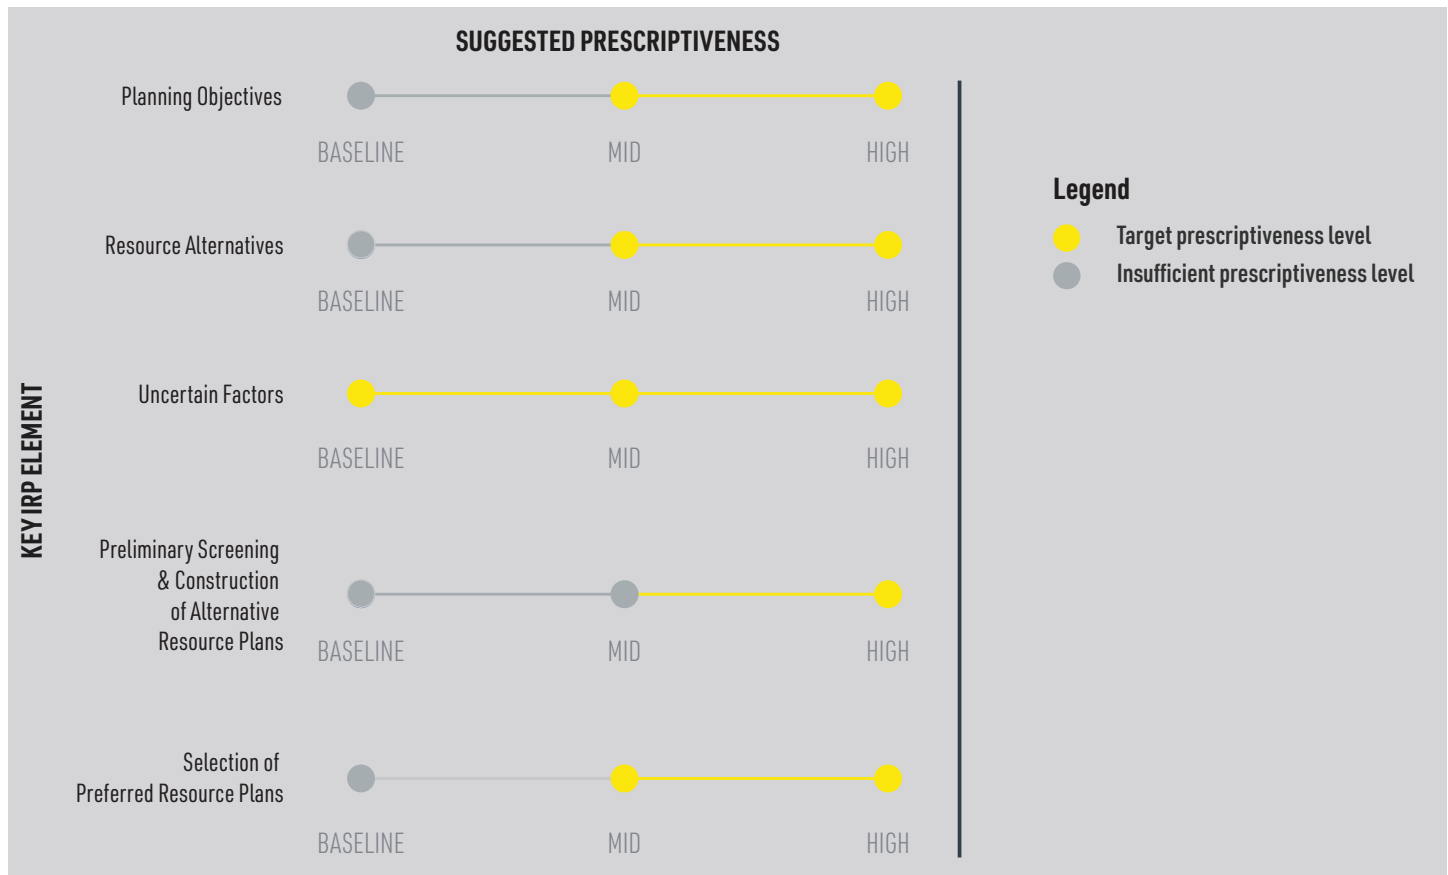 SUGGESTED PRESCRIPTIVENESS
Planning Objectives
BASELINE MID HIGH
Resource Alternatives
BASELINE MID HIGH
Uncertain Factors
BASELINE MID HIGH
Preliminary Screening
& Construction
of Alternative
Resource Plans
BASELINE MID HIGH
Selection of
Preferred Resource Plans
BASELINE MID HIGH
KEY IRP ELEMENT
Legend
Target prescriptiveness level
Insufficient prescriptiveness level